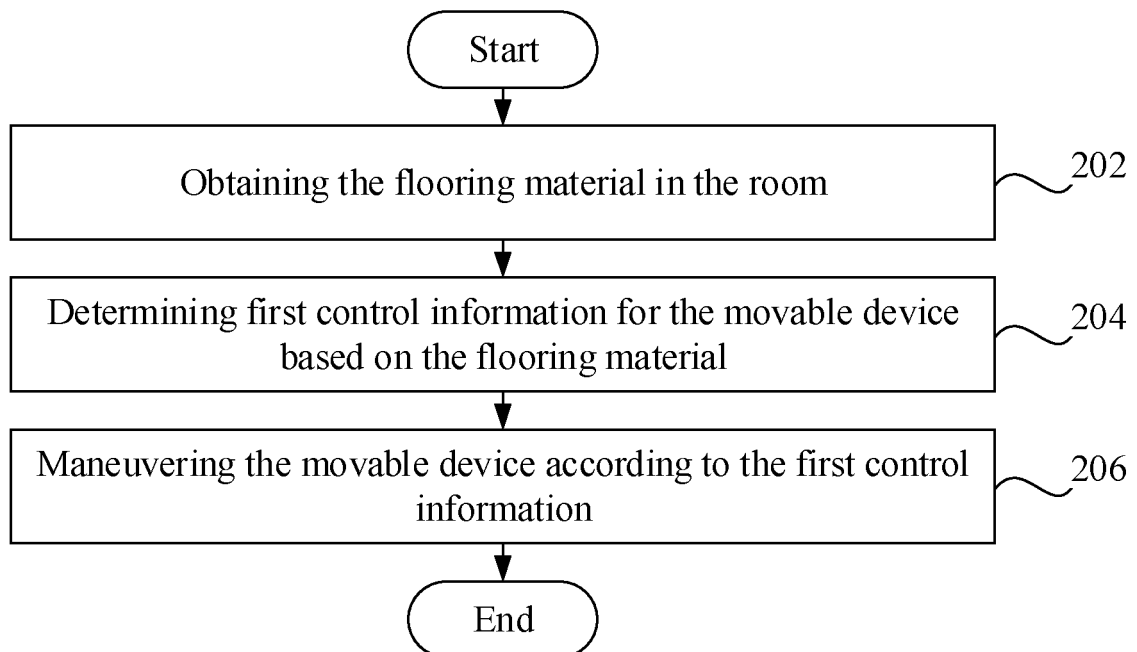 Start
Obtaining the flooring material in the room
202
Determining first control information for the movable device
based on the flooring material
204
Maneuvering the movable device according to the first control
information
206
End